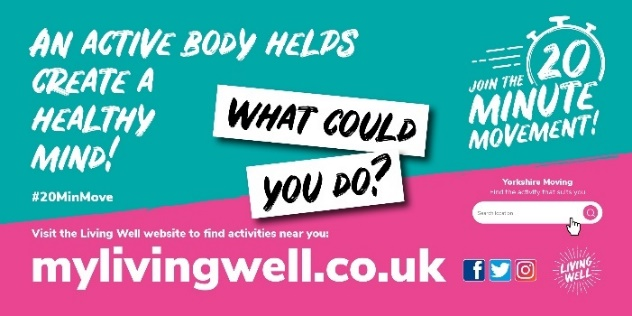 AN ACTIVE BODY HELPS
CREATE A
HEALTHY
MIND!
#20MinMove
WHAT COULD
YOU DO?
JOIN THE 20
MINUTE
MOVEMENT!
Yorkshire Moving
Find the activity that suits you
Search location
Visit the Living Well website to find activities near you:
mylivingwell.co.uk
LIVING
WELL